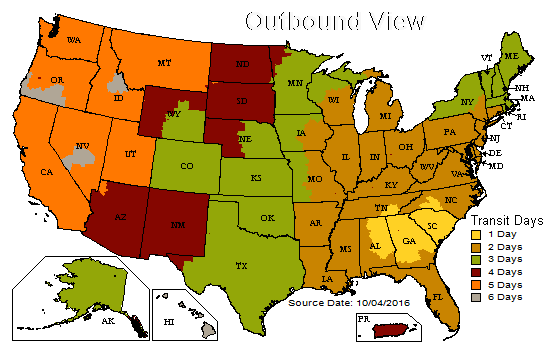 Outbound View
WA
MT
ND
MN
VT
ME
OR
ID
SD
WI
NY
NH
MA
WY
MI
RI
CT
IA
PA
NJ
NE
OH
NV
IL
IN
DE
UT
CO
WV
MD
VA
CA
KS
MO
KY
NC
TN
OK
SC
AZ
NM
AR
MS
AL
GA
TX
LA
FL
Transit Days
1 Day
2 Days
3 Days
4 Days
5 Days
6 Days
Source Date: 10/04/2016
AK
HI
PR